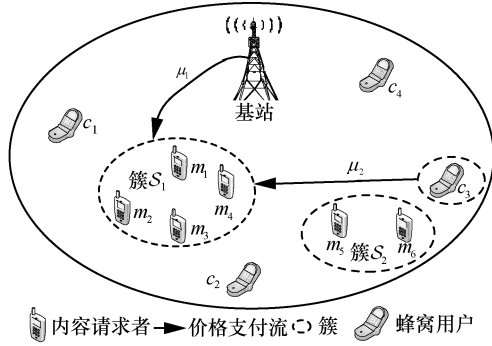 μ₁
基站
c₄
c₁
μ₂
簇S₁
m₁
m₄
m₂
m₃
c₃
m₅
簇S₂
m₆
c₂
内容请求者 价格支付流 簇 蜂窝用户